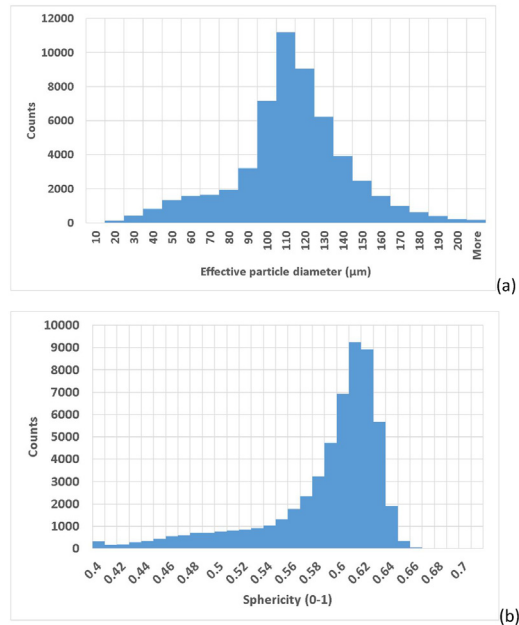 12000
10000
8000
6000
4000
2000
0
Counts
10 20 30 40 50 60 70 80 90 100 110 120 130 140 150 160 170 180 190 200 More
Effective particle diameter (µm)
(a)
10000
9000
8000
7000
6000
5000
4000
3000
2000
1000
0
Counts
0.4 0.42 0.44 0.46 0.48 0.5 0.52 0.54 0.56 0.58 0.6 0.62 0.64 0.66 0.68 0.7
Sphericity (0-1)
(b)